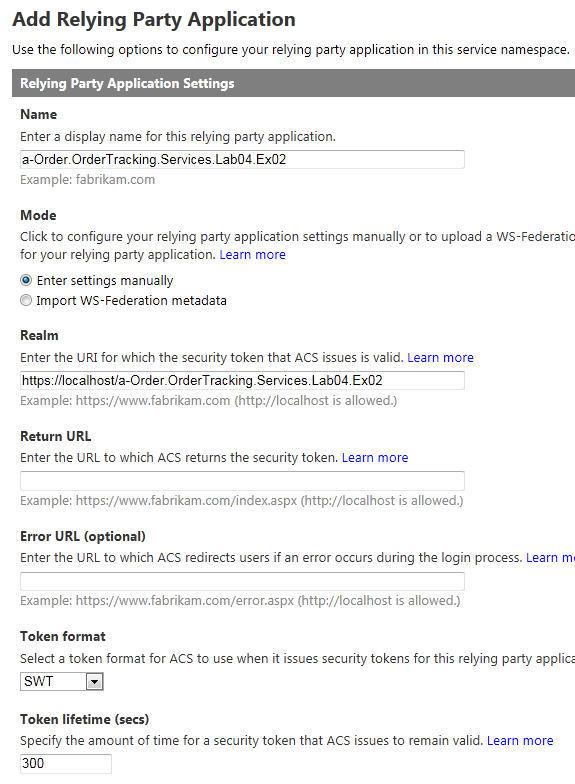 Add Relying Party Application
Use the following options to configure your relying party application in this service namespace.
Relying Party Application Settings
Name
Enter a display name for this relying party application.
a-Order.OrderTracking.Services.Lab04.Ex02
Example: fabrikam.com
Mode
Click to configure your relying party application settings manually or to upload a WS-Federatio
for your relying party application. Learn more
Enter settings manually
Import WS-Federation metadata
Realm
Enter the URI for which the security token that ACS issues is valid. Learn more
https://localhost/a-Order.OrderTracking.Services.Lab04.Ex02
Example: https://www.fabrikam.com (http://localhost is allowed.)
Return URL
Enter the URL to which ACS returns the security token. Learn more
Example: https://www.fabrikam.com/index.aspx (http://localhost is allowed.)
Error URL (optional)
Enter the URL to which ACS redirects users if an error occurs during the login process. Learn mo
Example: https://www.fabrikam.com/error.aspx (http://localhost is allowed.)
Token format
Select a token format for ACS to use when it issues security tokens for this relying party applica
SWT
Token lifetime (secs)
Specify the amount of time for a security token that ACS issues to remain valid. Learn more
300